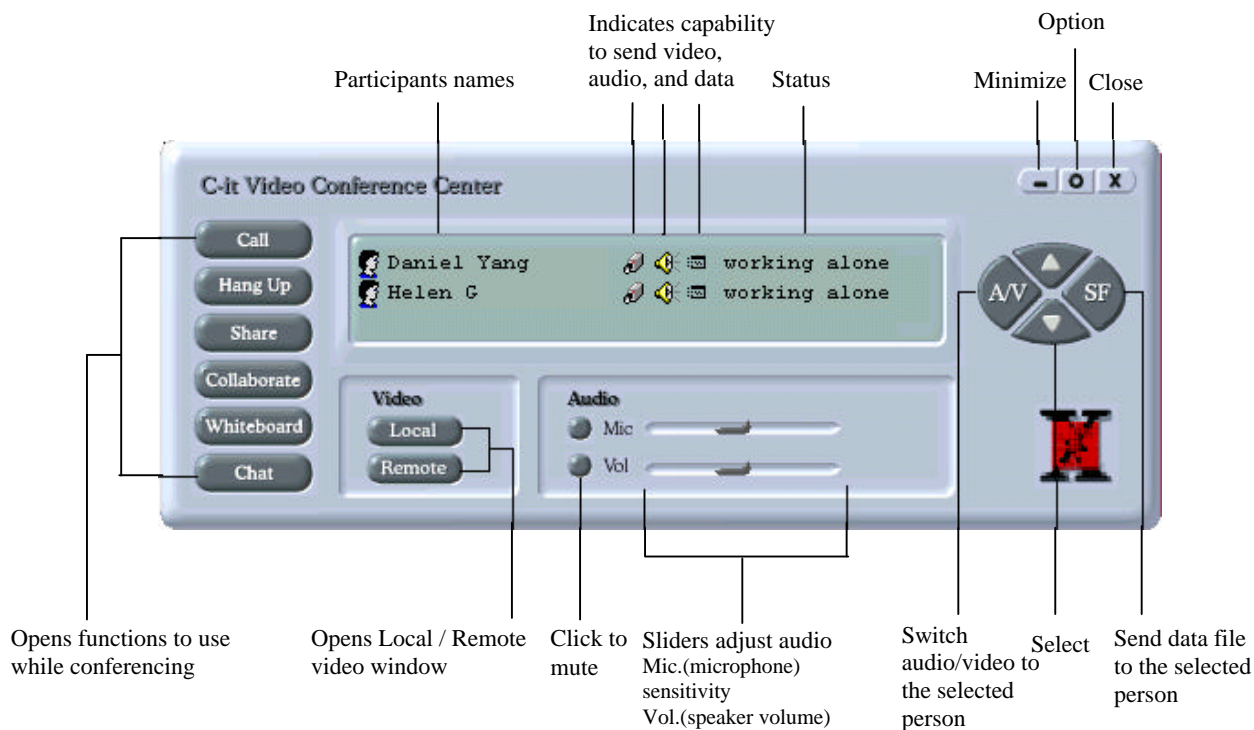 Indicates capability
to send video,
audio, and data
Option
Participants names
Status
Minimize
Close
C-it Video Conference Center
Call
Hang Up
Share
Collaborate
Whiteboard
Chat
Daniel Yang working alone
Helen G working alone
A/V
SF
Video
Local
Remote
Audio
Mic
Vol
Opens functions to use
while conferencing
Opens Local / Remote
video window
Click to
mute
Sliders adjust audio
Mic.(microphone)
sensitivity
Vol.(speaker volume)
Switch
audio/video to
the selected
person
Select
Send data file
to the selected
person